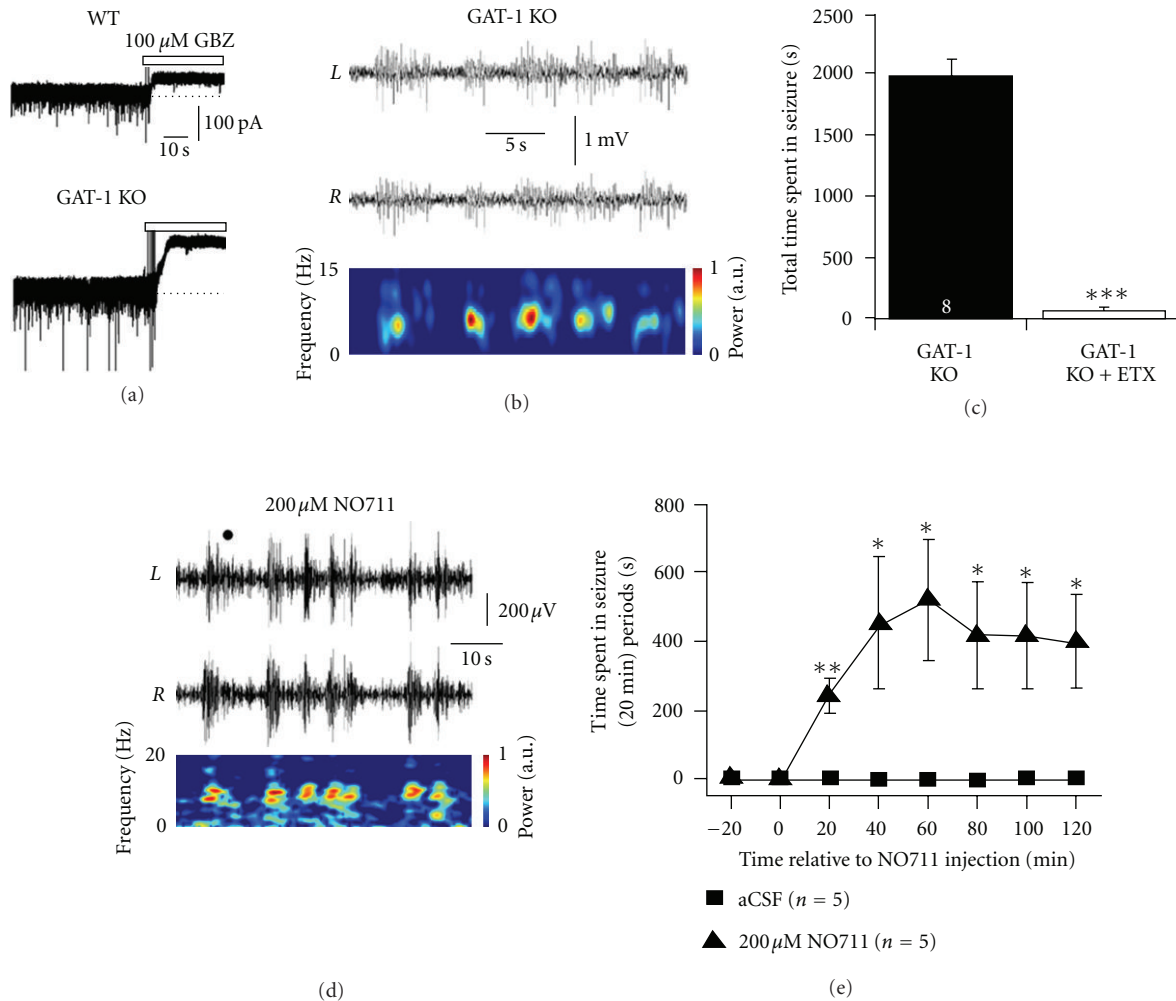 WT
100 μM GBZ
100 pA
10 s
GAT-1 KO
(a)
GAT-1 KO
L
5 s
1 mV
R
Frequency (Hz)
15
0
1
0
Power (a.u.)
(b)
Total time spent in seizure (s)
2500
2000
1500
1000
500
0
8
***
GAT-1
KO
GAT-1
KO + ETX
(c)
200 μM NO711
L
200 μV
10 s
R
Frequency (Hz)
20
0
1
0
Power (a.u.)
(d)
Time spent in seizure
(20 min) periods (s)
800
600
400
200
0
**
*
*
*
*
*
−20
0
20
40
60
80
100
120
Time relative to NO711 injection (min)
aCSF (n = 5)
200 μM NO711 (n = 5)
(e)